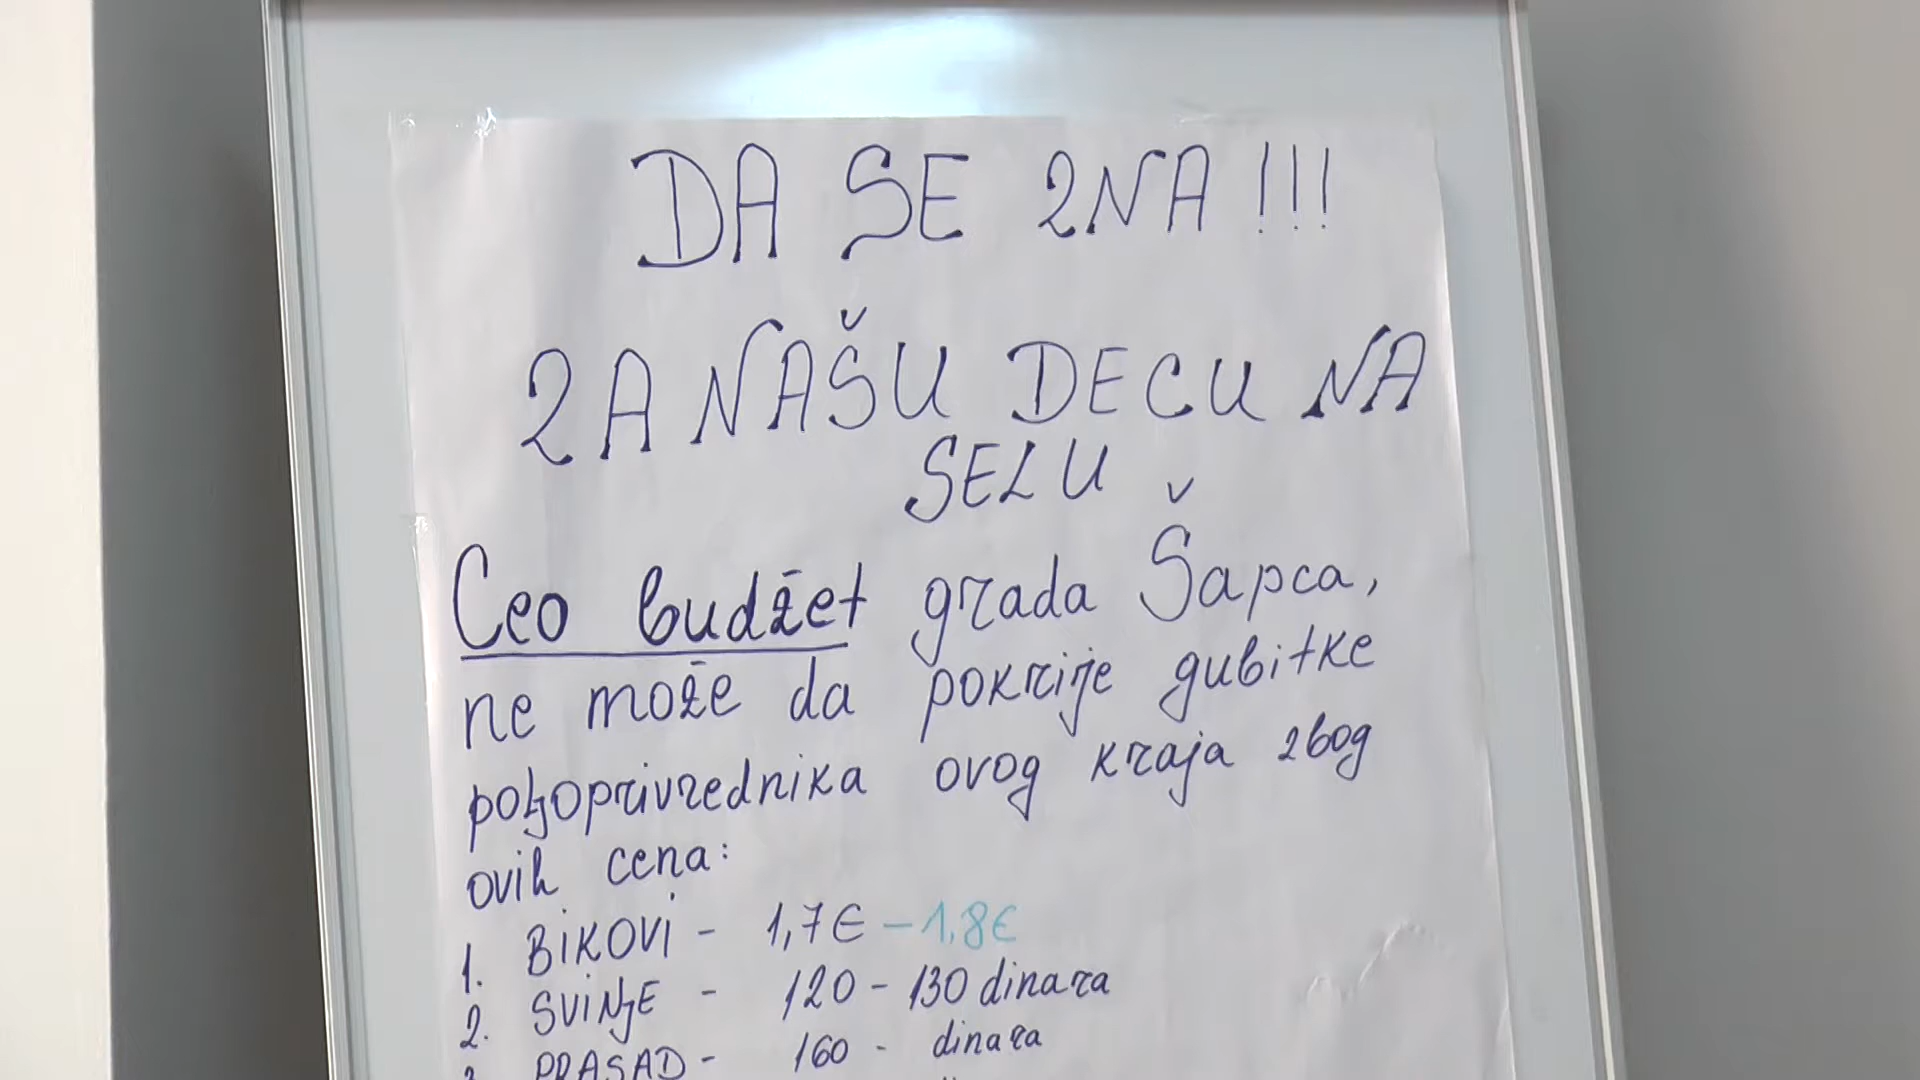 DA SE ZNA!!!
ZA NAŠU DECU NA
SELU
Ceo budžet grada Šapca,
ne može da pokrije gubitke
poljoprivrednika ovog kraja zbog
ovih cena:
1. BIKOVI - 1,7€ - 1,8€
2. SVINJE - 120 - 130 dinara
3. PRASAD - 160 - dinara